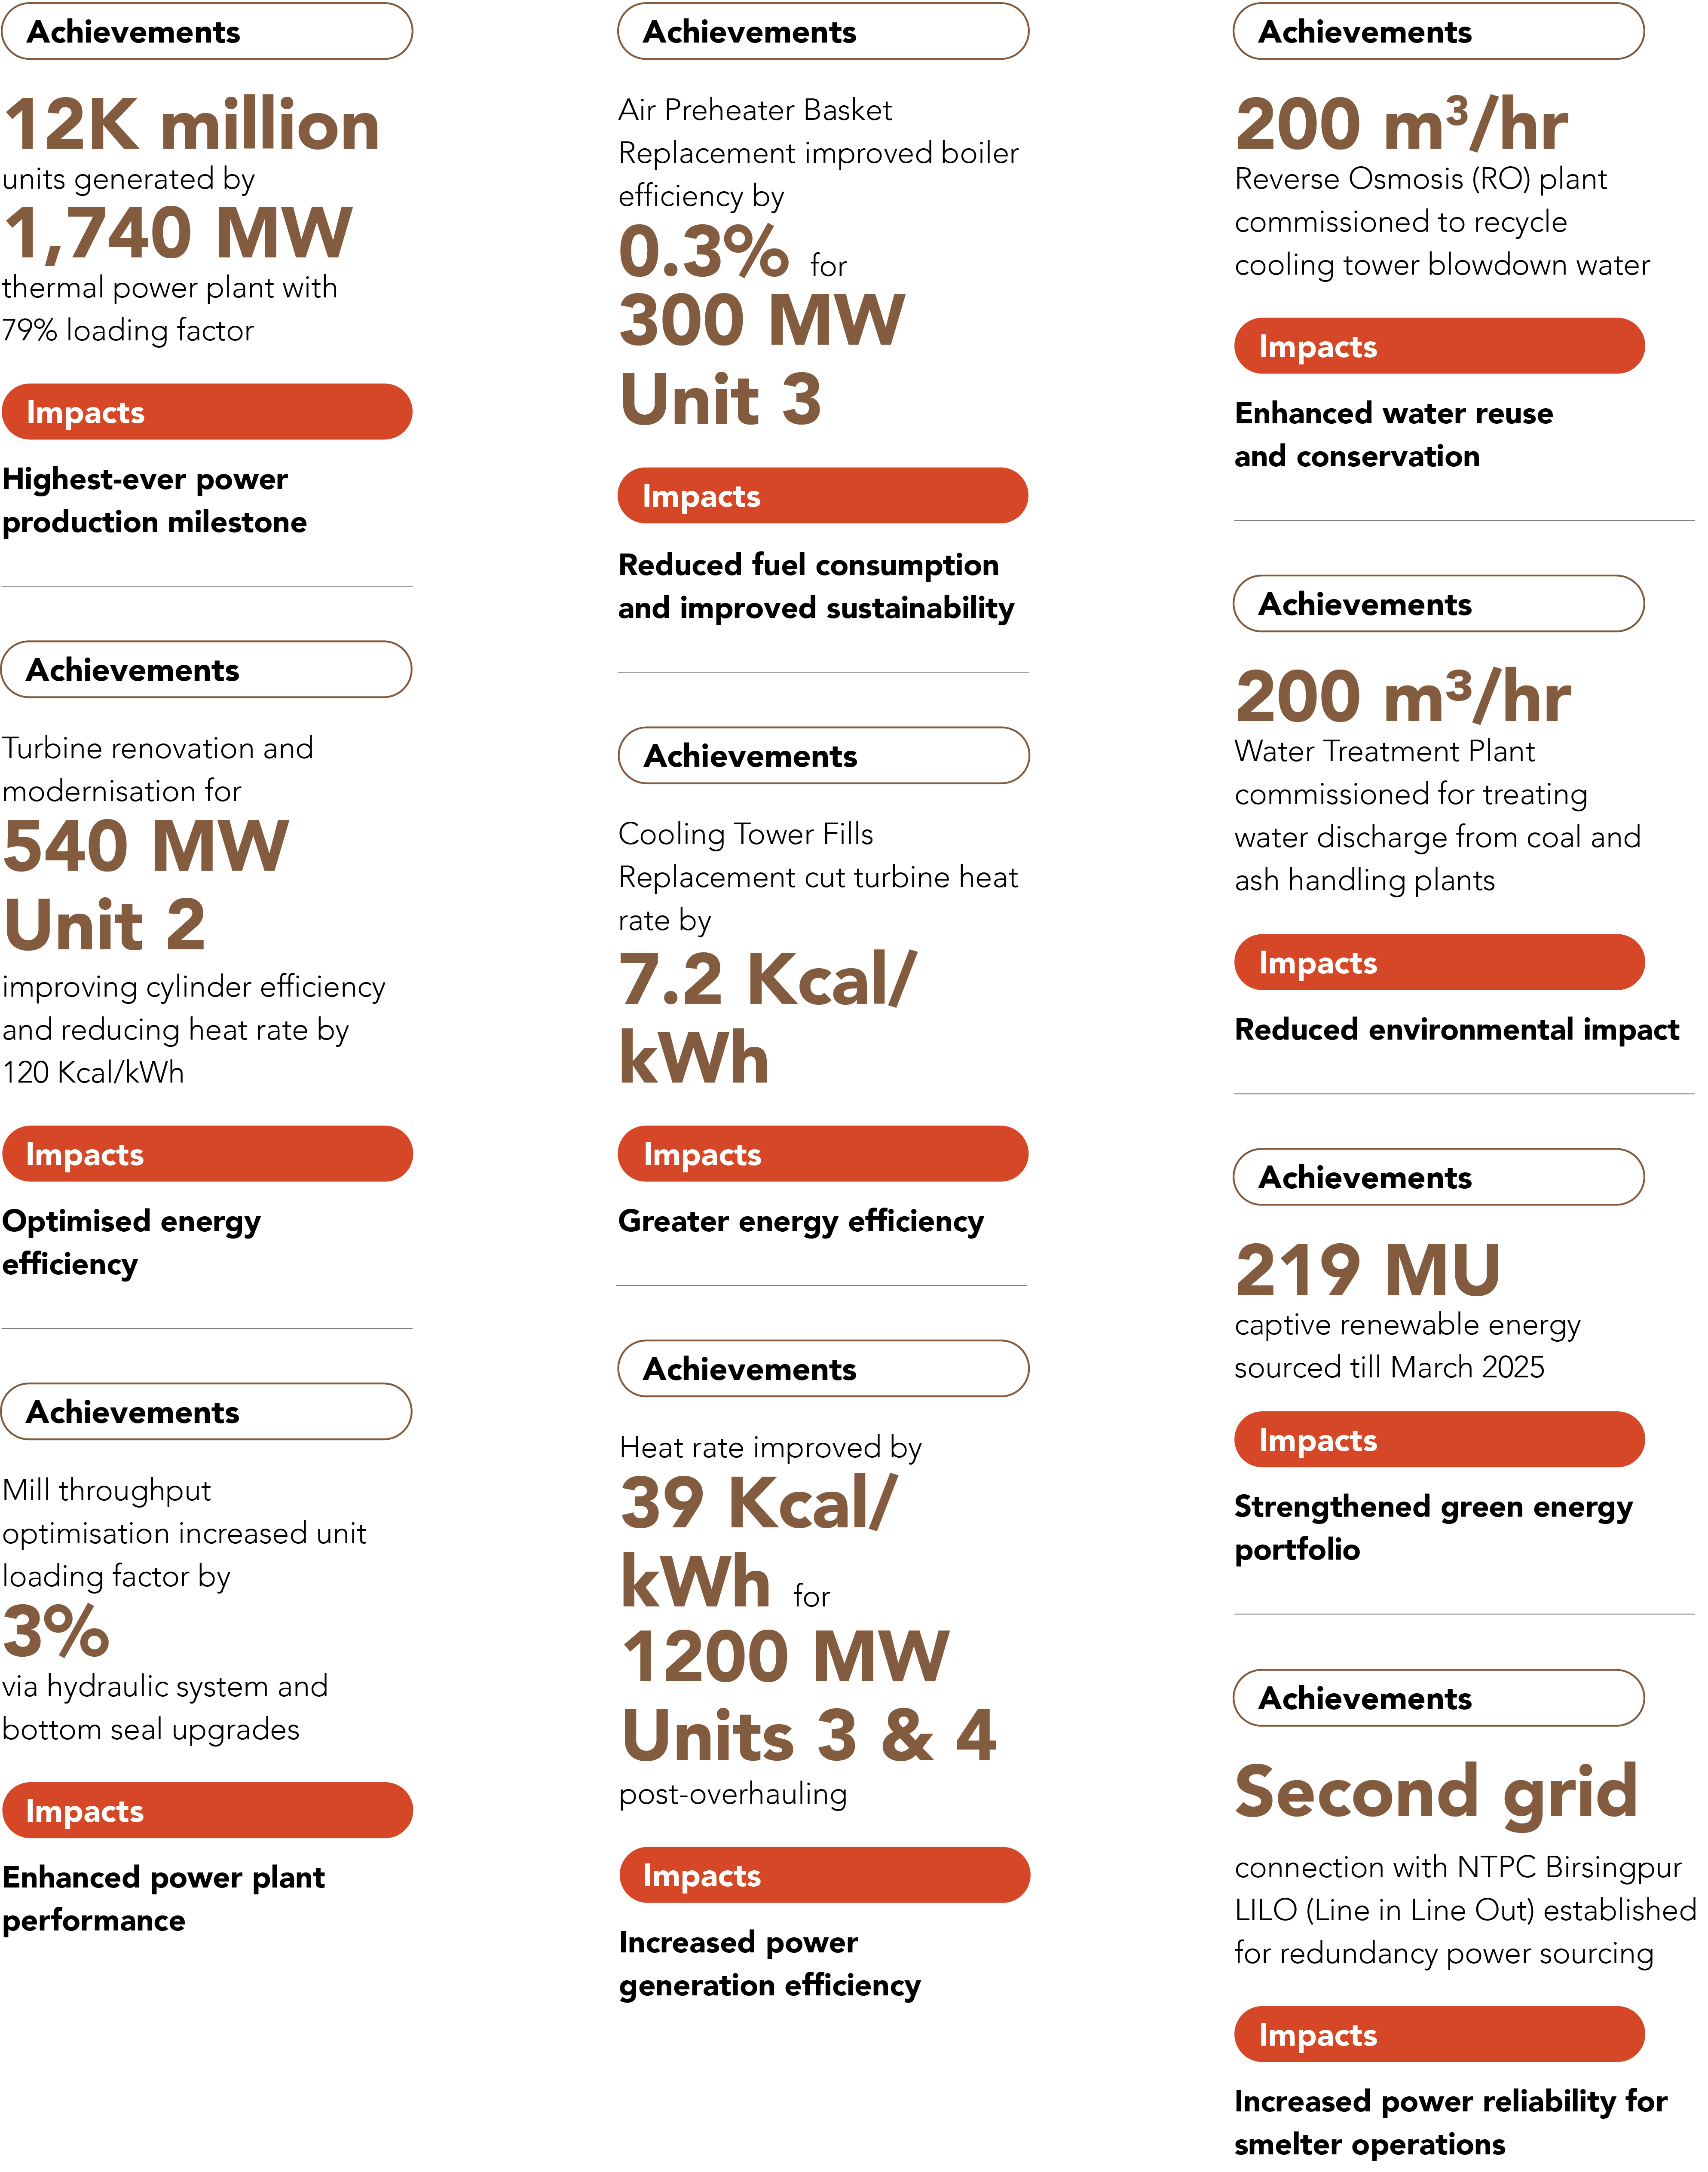 Achievements
12K million
units generated by
1,740 MW
thermal power plant with
79% loading factor
Impacts
Highest-ever power
production milestone
Achievements
Turbine renovation and
modernisation for
540 MW
Unit 2
improving cylinder efficiency
and reducing heat rate by
120 Kcal/kWh
Impacts
Optimised energy
efficiency
Achievements
Mill throughput
optimisation increased unit
loading factor by
3%
via hydraulic system and
bottom seal upgrades
Impacts
Enhanced power plant
performance
Achievements
Air Preheater Basket
Replacement improved boiler
efficiency by
0.3% for
300 MW
Unit 3
Impacts
Reduced fuel consumption
and improved sustainability
Achievements
Cooling Tower Fills
Replacement cut turbine heat
rate by
7.2 Kcal/
kWh
Impacts
Greater energy efficiency
Achievements
Heat rate improved by
39 Kcal/
kWh for
1200 MW
Units 3 & 4
post-overhauling
Impacts
Increased power
generation efficiency
Achievements
200 m³/hr
Reverse Osmosis (RO) plant
commissioned to recycle
cooling tower blowdown water
Impacts
Enhanced water reuse
and conservation
Achievements
200 m³/hr
Water Treatment Plant
commissioned for treating
water discharge from coal and
ash handling plants
Impacts
Reduced environmental impact
Achievements
219 MU
captive renewable energy
sourced till March 2025
Impacts
Strengthened green energy
portfolio
Achievements
Second grid
connection with NTPC Birsingpur
LILO (Line in Line Out) established
for redundancy power sourcing
Impacts
Increased power reliability for
smelter operations